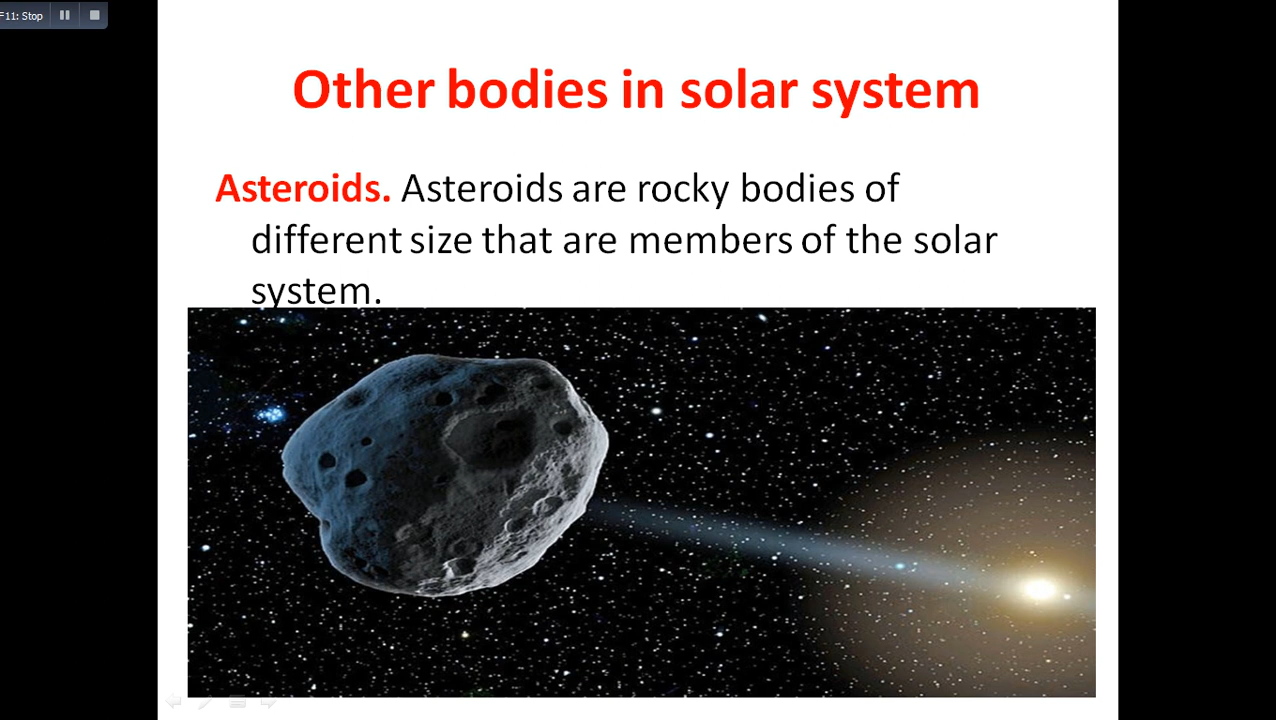 F11: Stop
Other bodies in solar system
Asteroids. Asteroids are rocky bodies of
different size that are members of the solar
system.